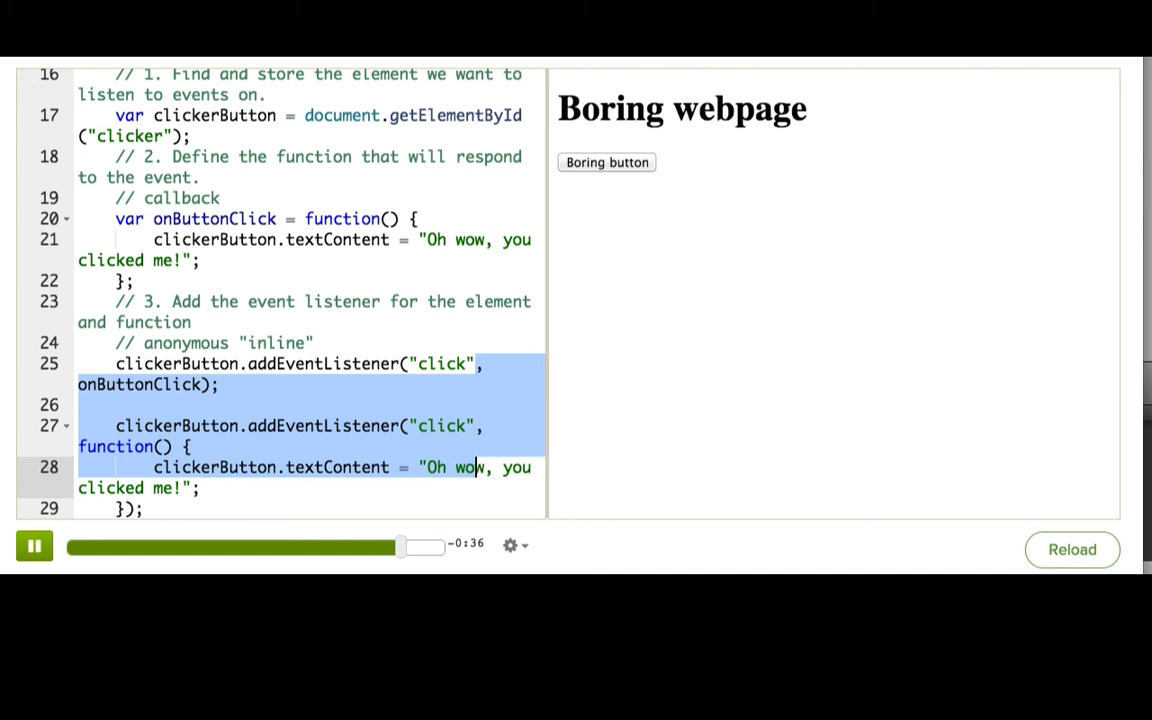 16 // 1. Find and store the element we want to
listen to events on.
17 var clickerButton = document.getElementById
("clicker");
18 // 2. Define the function that will respond
to the event.
19 // callback
20 var onButtonClick = function() {
21 clickerButton.textContent = "Oh wow, you
clicked me!";
22 };
23 // 3. Add the event listener for the element
and function
24 // anonymous "inline"
25 clickerButton.addEventListener("click",
onButtonClick);
26
27 clickerButton.addEventListener("click",
function() {
28 clickerButton.textContent = "Oh wow, you
clicked me!";
29 });
Boring webpage
Boring button
-0:36
Reload